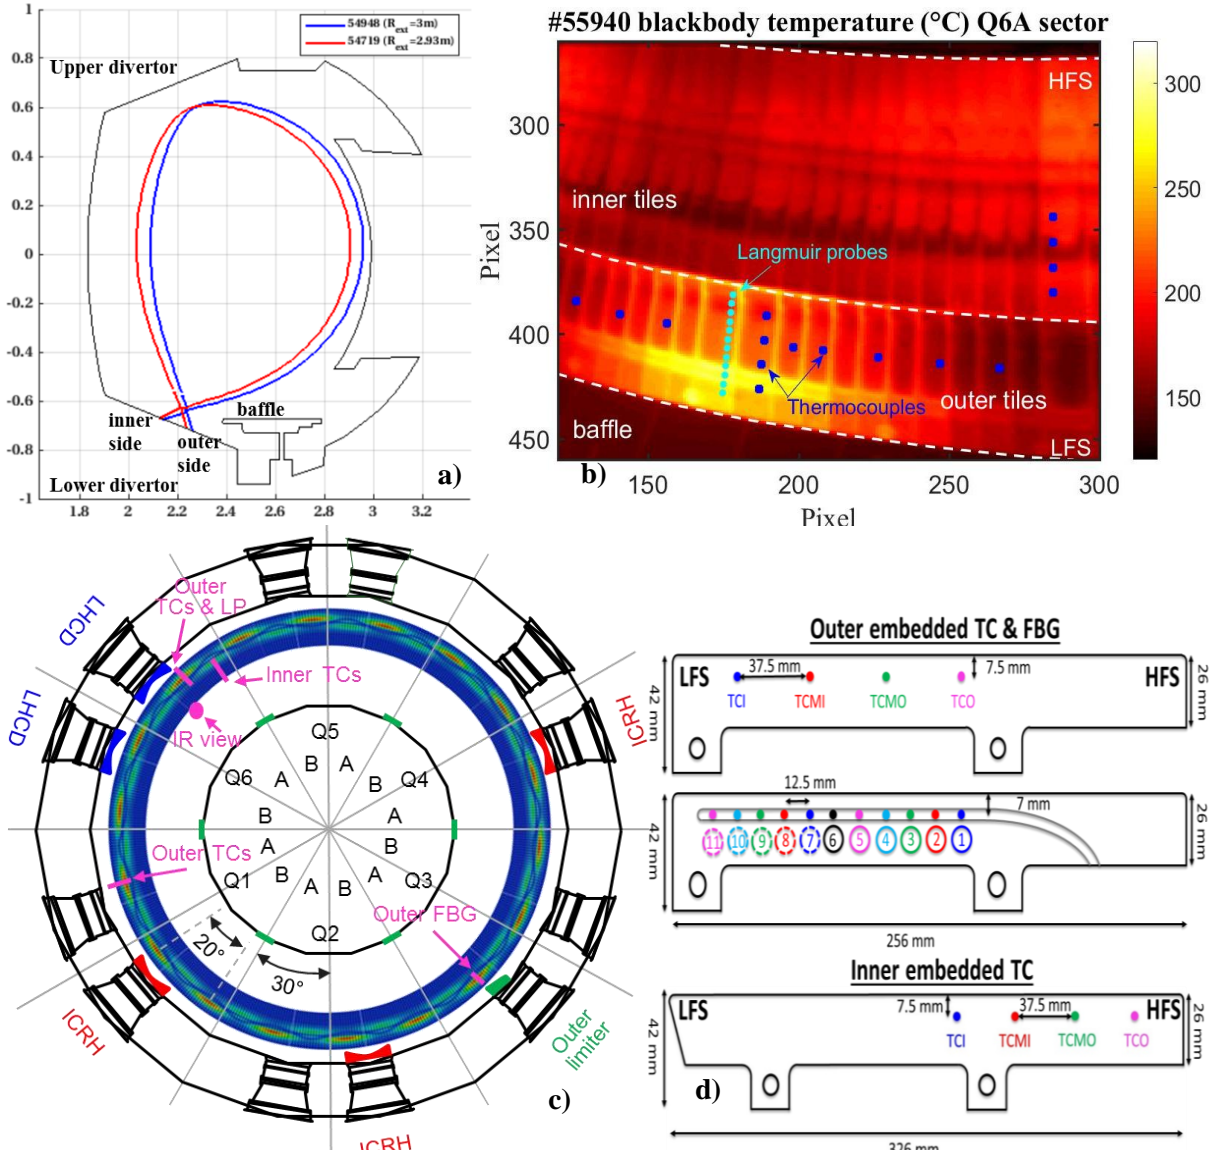 54948 (R_ext=3m)
54719 (R_ext=2.93m)
Upper divertor
1
0.8
0.6
0.4
0.2
0
-0.2
-0.4
-0.6
-0.8
-1
inner
side
outer
side
baffle
Lower divertor
a)
1.8
2
2.2
2.4
2.6
2.8
3
3.2
#55940 blackbody temperature (°C) Q6A sector
HFS
inner tiles
Langmuir probes
Thermocouples
outer tiles
baffle
LFS
Pixel
300
350
400
450
150
200
250
300
Pixel
300
250
200
150
b)
Outer
TCs & LP
LHCD
Inner TCs
LHCD
IR view
ICRH
Q5
B
A
A
B
Q6
Q4
B
A
A
B
Outer TCs
Q1
B
A
B
A
Q3
Q2
Outer FBG
20°
30°
ICRH
Outer
limiter
ICRH
c)
Outer embedded TC & FBG
LFS
37.5 mm
7.5 mm
HFS
TCI
TCMI
TCMO
TCO
42 mm
26 mm
12.5 mm
7 mm
11
10
9
8
7
6
5
4
3
2
1
42 mm
26 mm
256 mm
Inner embedded TC
LFS
7.5 mm
37.5 mm
HFS
TCI
TCMI
TCMO
TCO
42 mm
26 mm
d)
326 mm